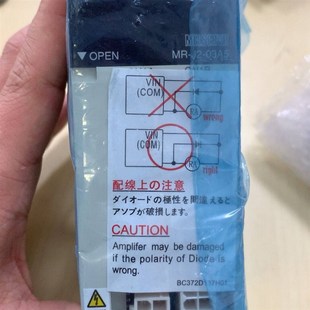 ▽OPEN
VIN
(COM)
wrong
VIN
(COM)
right
配線上の注意
ダイオードの極性を間違えると
アンプが破損します。
CAUTION
Amplifer may be damaged
if the polarity of Diode is
wrong.